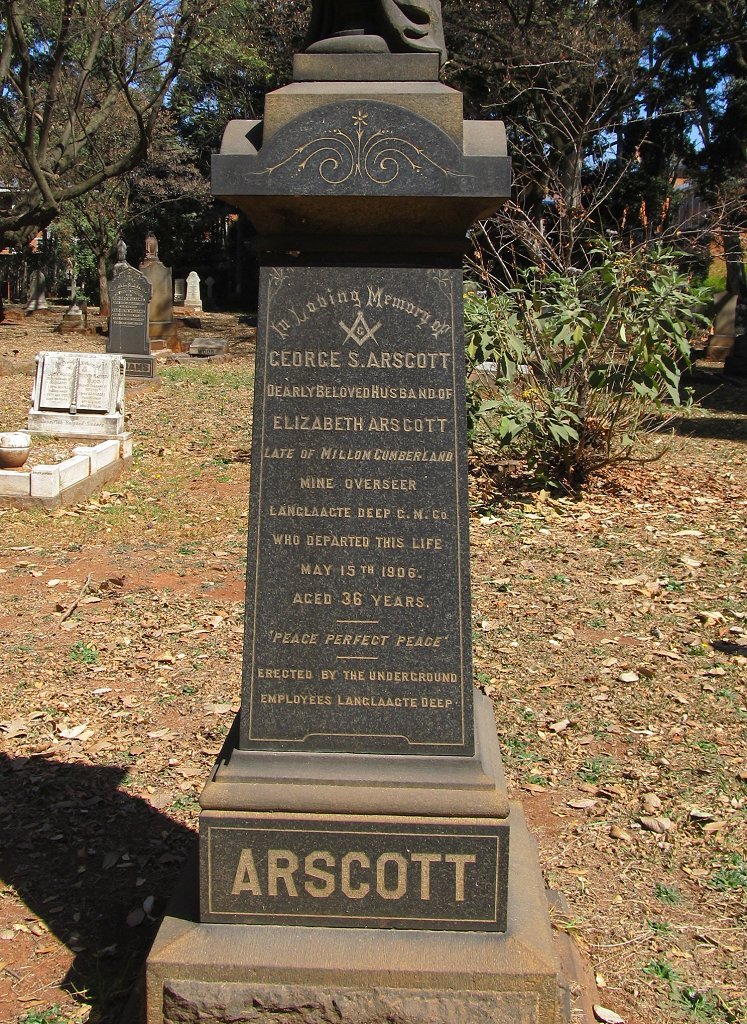 In Loving Memory of
G
GEORGE S. ARSCOTT
DEARLY BELOVED HUSBAND OF
ELIZABETH ARSCOTT
LATE OF MILLOM CUMBERLAND
MINE OVERSEER
LANGLAAGTE DEEP G. M. CO.
WHO DEPARTED THIS LIFE
MAY 15TH 1906.
AGED 36 YEARS.
"PEACE PERFECT PEACE"
ERECTED BY THE UNDERGROUND
EMPLOYEES LANGLAAGTE DEEP
ARSCOTT